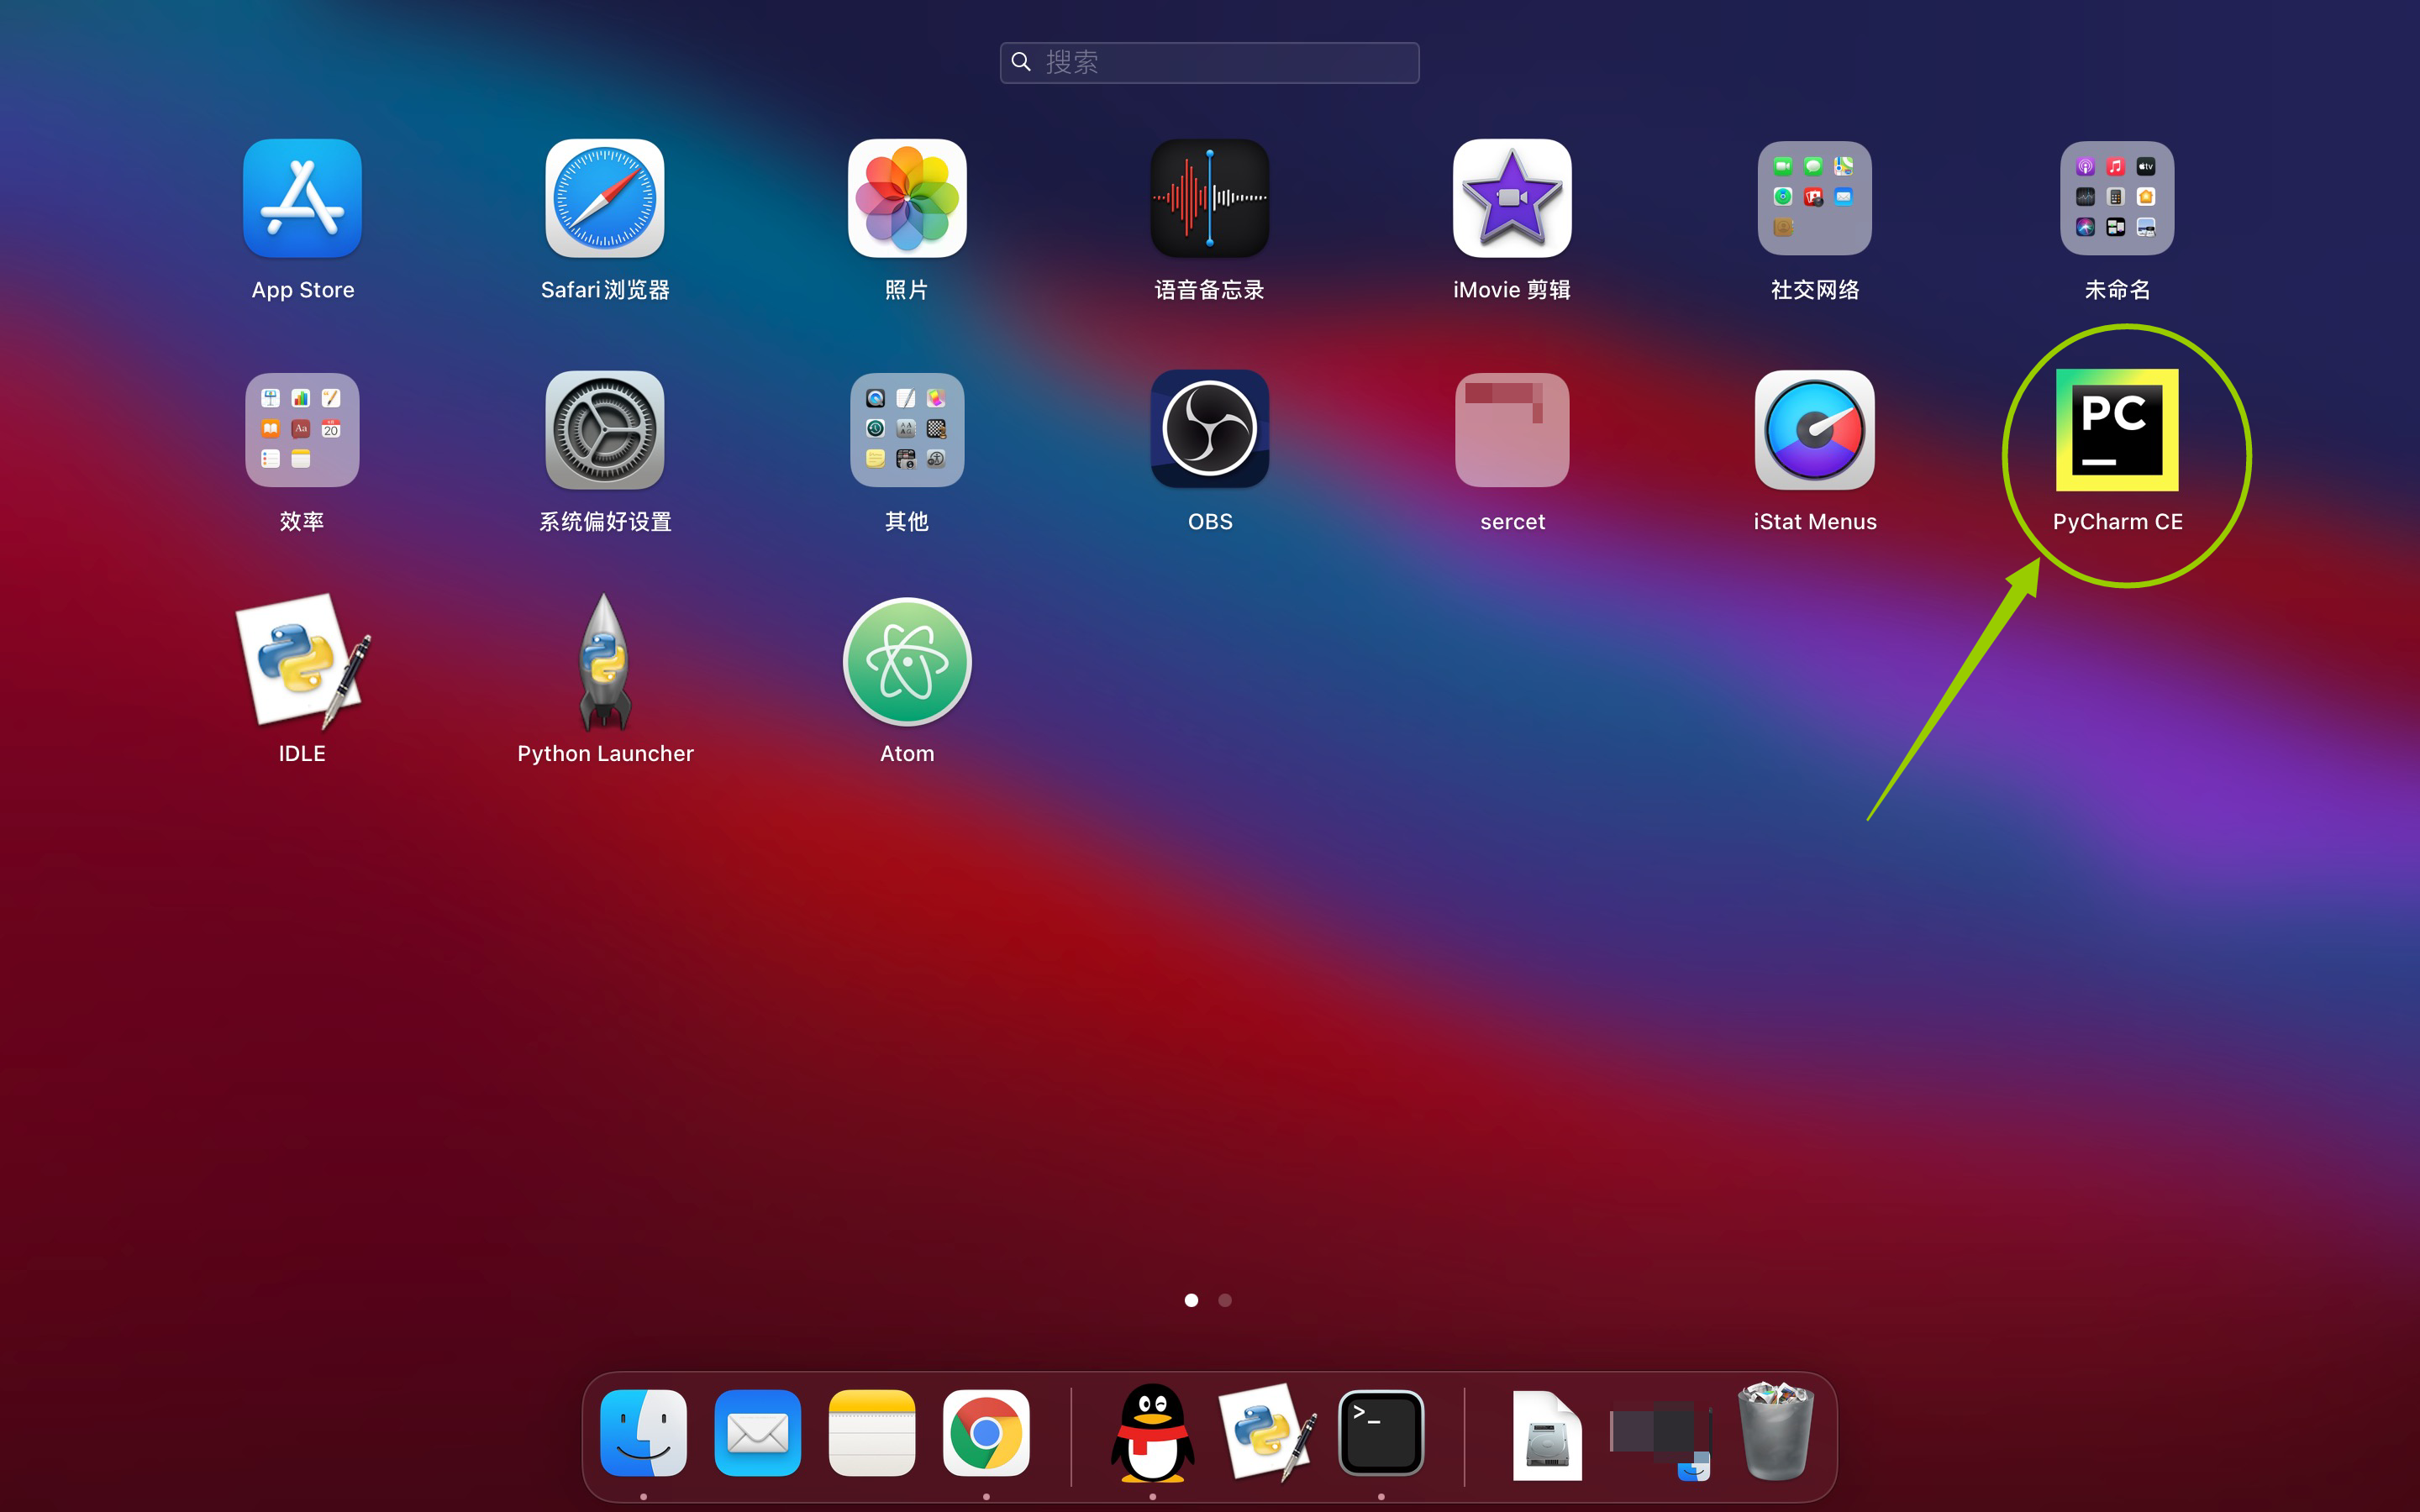 搜索
App Store
Safari浏览器
照片
语音备忘录
iMovie 剪辑
社交网络
未命名
效率
系统偏好设置
其他
OBS
sercet
iStat Menus
PC
PyCharm CE
IDLE
Python Launcher
Atom
>_